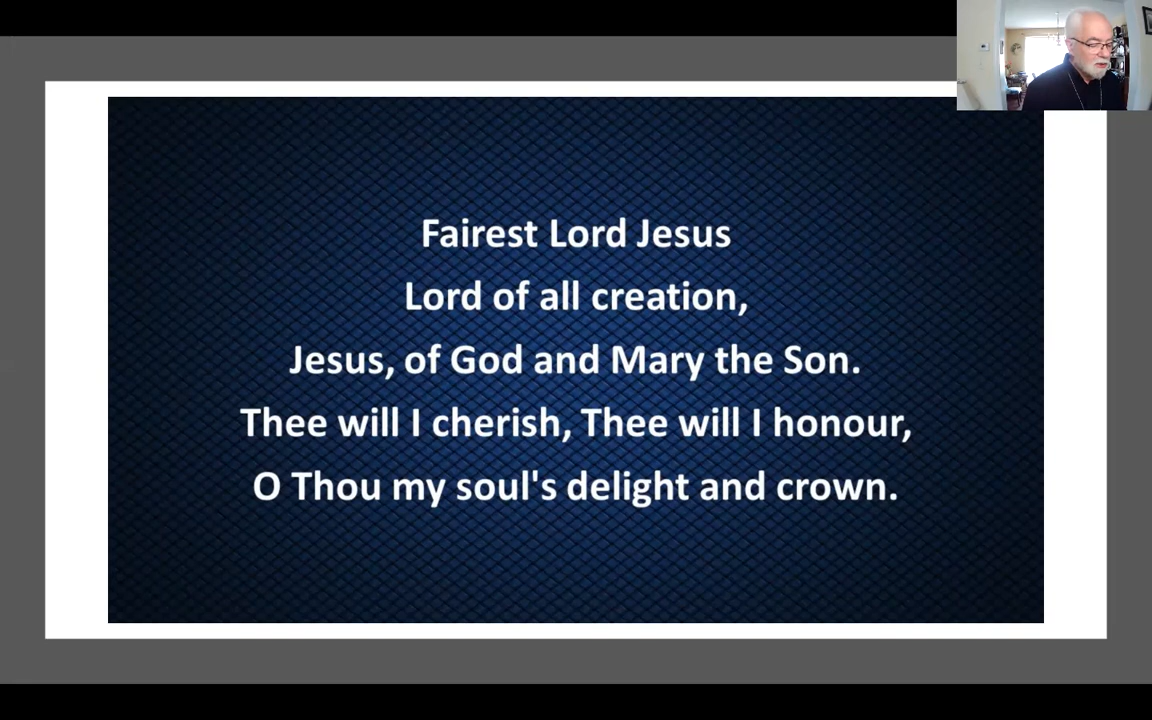 Fairest Lord Jesus
Lord of all creation,
Jesus, of God and Mary the Son.
Thee will I cherish, Thee will I honour,
O Thou my soul's delight and crown.